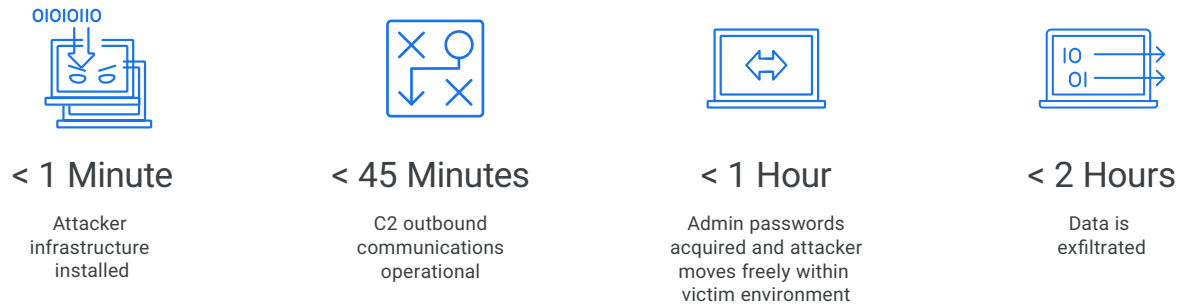 01010110
IO
OI
< 1 Minute
Attacker
infrastructure
installed
< 45 Minutes
C2 outbound
communications
operational
< 1 Hour
Admin passwords
acquired and attacker
moves freely within
victim environment
< 2 Hours
Data is
exfiltrated